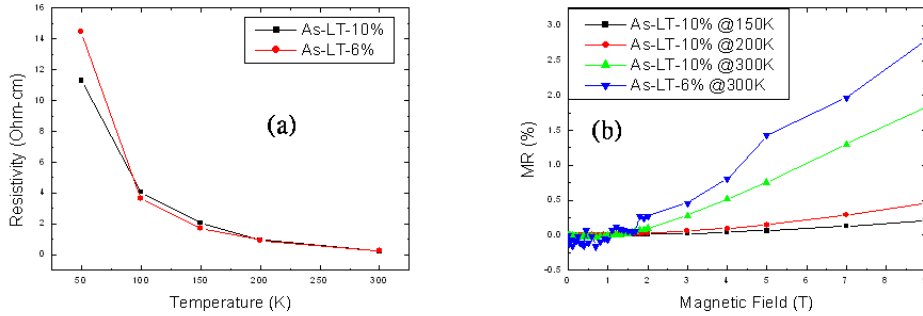 16
14
12
10
8
6
4
2
0
50
100
150
200
250
300
Resistivity (Ohm-cm)
Temperature (K)
As-LT-10%
As-LT-6%
(a)
3.0
2.5
2.0
1.5
1.0
0.5
0.0
-0.5
0
1
2
3
4
5
6
7
8
9
MR (%)
Magnetic Field (T)
As-LT-10% @150K
As-LT-10% @200K
As-LT-10% @300K
As-LT-6% @300K
(b)